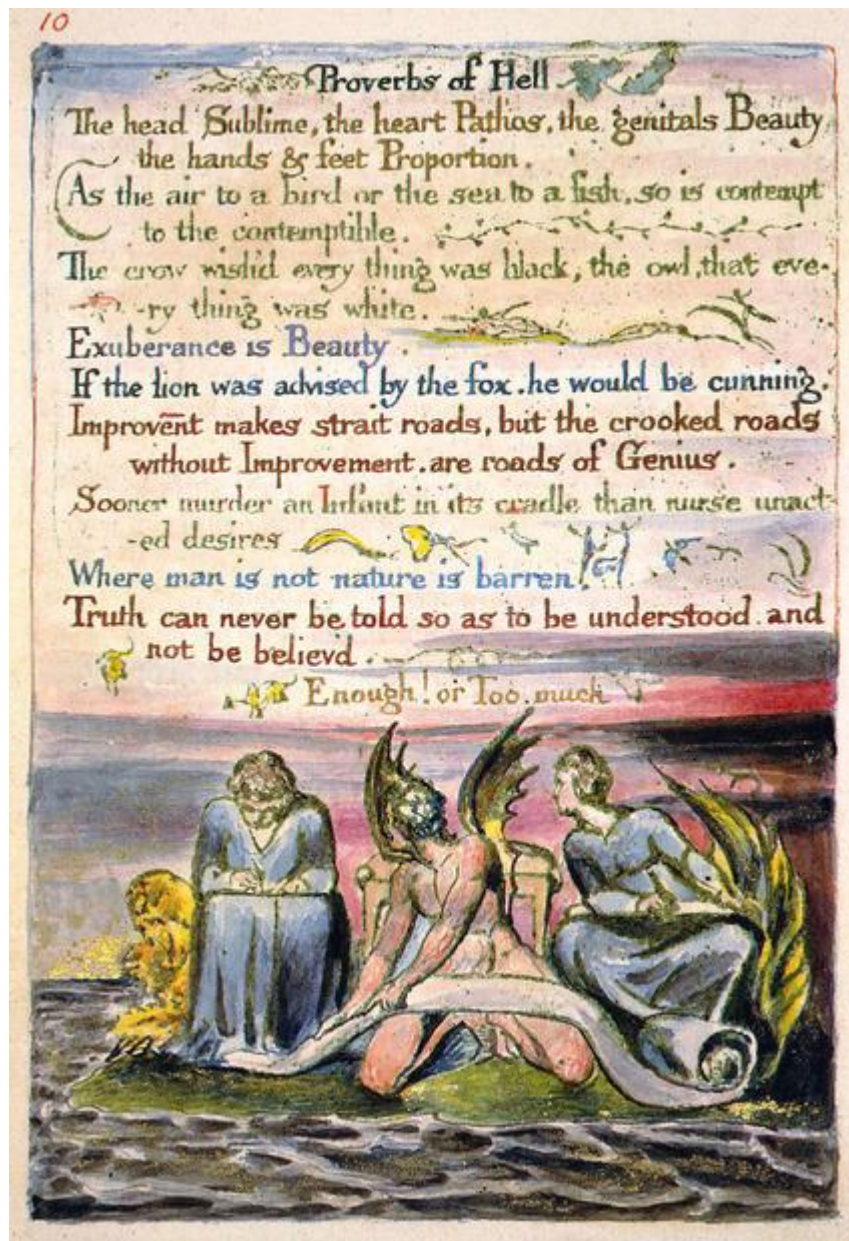 10
Proverbs of Hell
The head Sublime, the heart Pathos, the genitals Beauty
the hands & feet Proportion.
As the air to a bird or the sea to a fish, so is contempt
to the contemptible.
The crow wish'd every thing was black, the owl, that eve-
-ry thing was white.
Exuberance is Beauty.
If the lion was advised by the fox. he would be cunning.
Improvēnt makes strait roads, but the crooked roads
without Improvement. are roads of Genius.
Sooner murder an Infant in its cradle than nurse unact-
-ed desires
Where man is not nature is barren.
Truth can never be told so as to be understood. and
not be believ'd.
Enough! or Too much